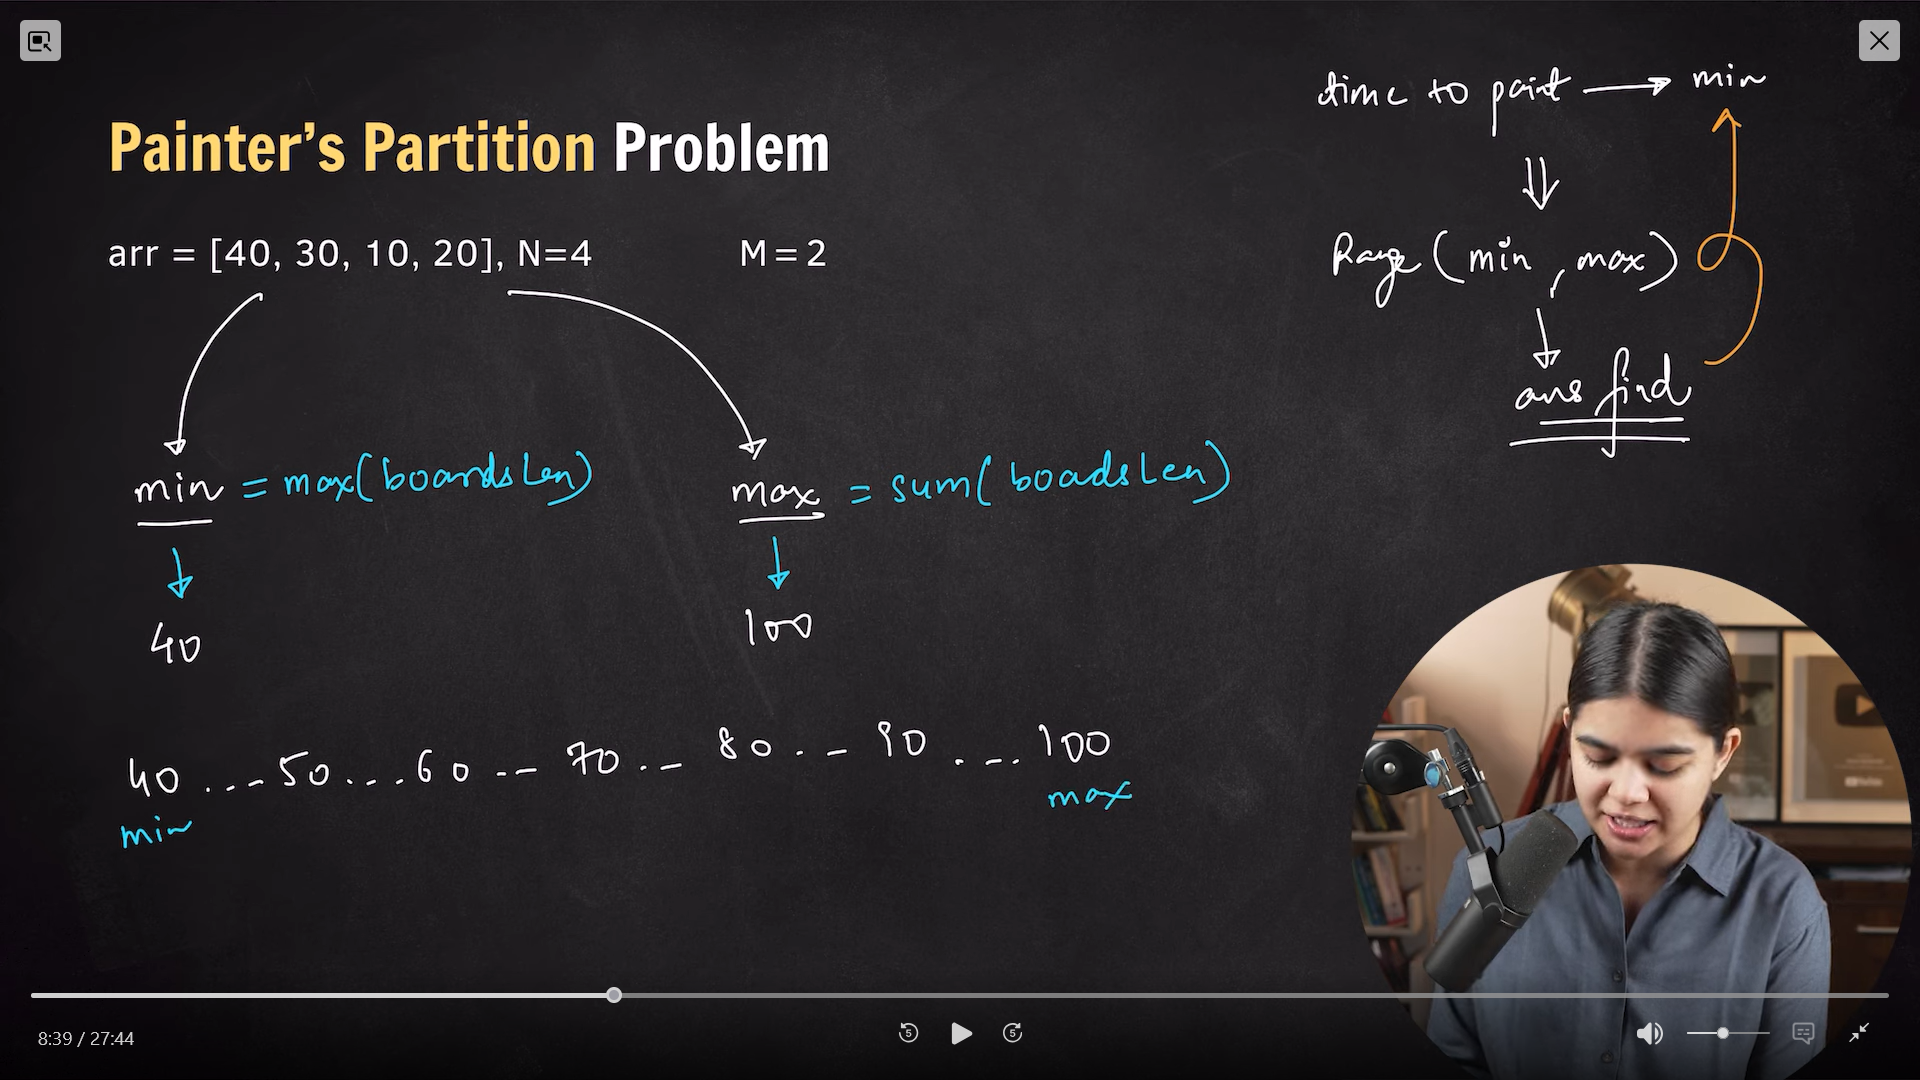 time to paint → min
Painter's Partition Problem
arr = [40, 30, 10, 20], N=4 M = 2
Range (min, max)
ans find
min = max(boardsLen) max = sum(boadsLen)
40 100
40 ... 50 ... 60 -- 70 .. 80 .. 90 ... 100
min max
8:39 / 27:44
5 5